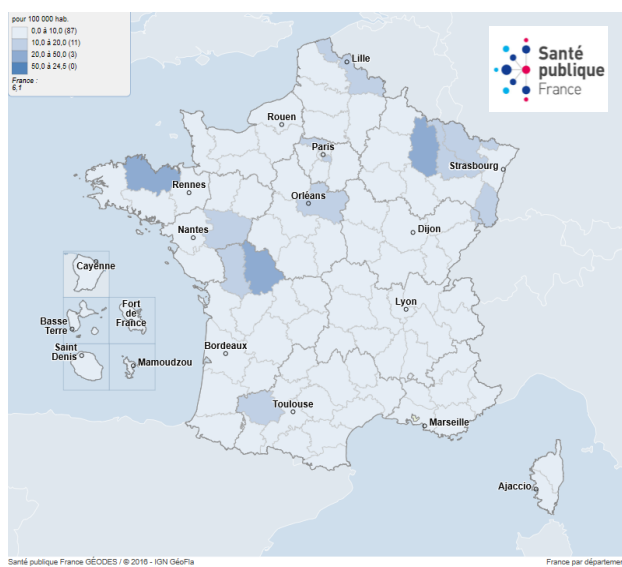 pour 100 000 hab.
0,0 à 10,0 (87)
10,0 à 20,0 (11)
20,0 à 50,0 (3)
50,0 à 24,5 (0)
France :
6,1
Santé
publique
France
Lille
Rouen
Paris
Strasbourg
Rennes
Orléans
Nantes
Dijon
Cayenne
Lyon
Fort
de
France
Basse
Terre
Saint
Denis
Mamoudzou
Bordeaux
Toulouse
Marseille
Ajaccio
Santé publique France GÉODES / © 2016 - IGN GéoFla
France par départemen